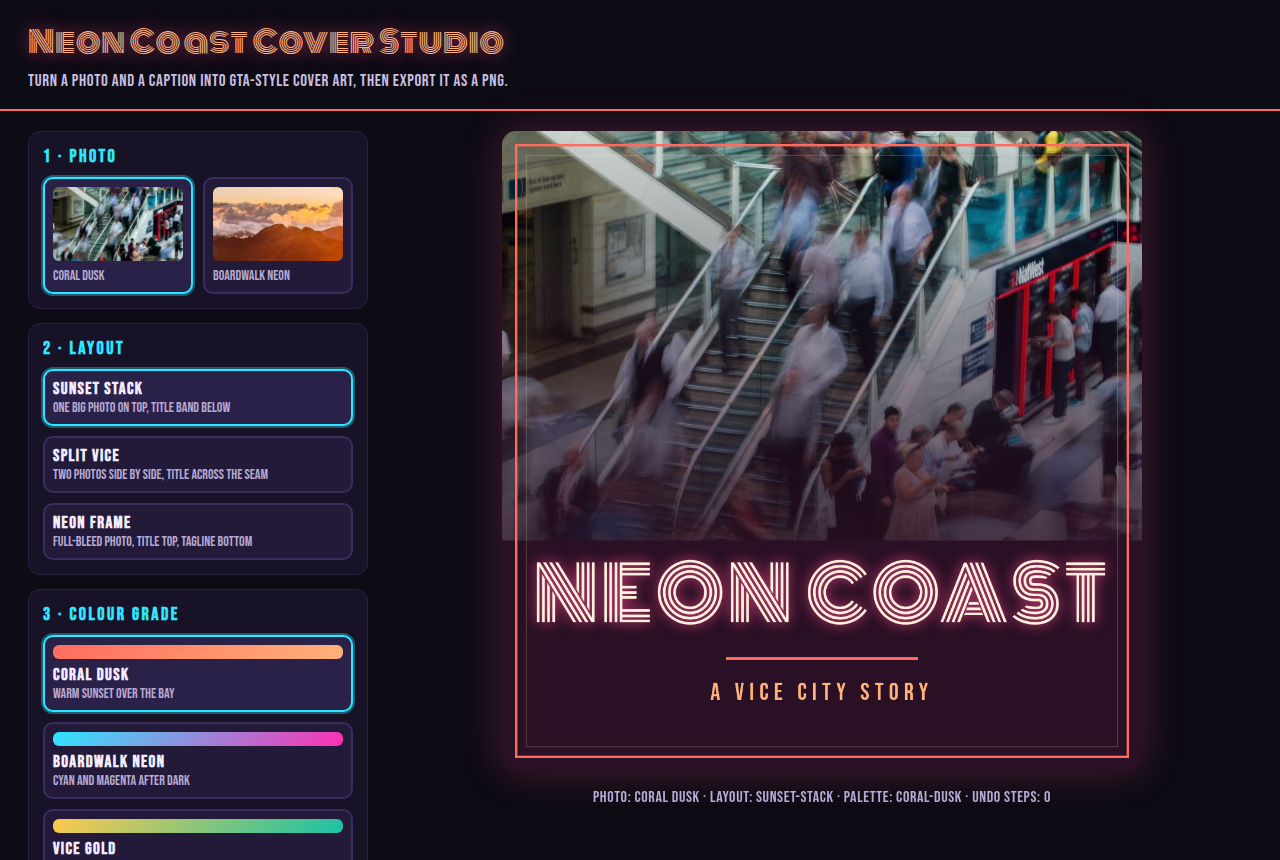 Neon Coast Cover Studio
TURN A PHOTO AND A CAPTION INTO GTA-STYLE COVER ART, THEN EXPORT IT AS A PNG.
1 · PHOTO
CORAL DUSK
BOARDWALK NEON
2 · LAYOUT
SUNSET STACK
ONE BIG PHOTO ON TOP, TITLE BAND BELOW
SPLIT VICE
TWO PHOTOS SIDE BY SIDE, TITLE ACROSS THE SEAM
NEON FRAME
FULL-BLEED PHOTO, TITLE TOP, TAGLINE BOTTOM
3 · COLOUR GRADE
CORAL DUSK
WARM SUNSET OVER THE BAY
BOARDWALK NEON
CYAN AND MAGENTA AFTER DARK
VICE GOLD
NatWest
NEON COAST
A VICE CITY STORY
PHOTO: CORAL DUSK · LAYOUT: SUNSET-STACK · PALETTE: CORAL-DUSK · UNDO STEPS: 0